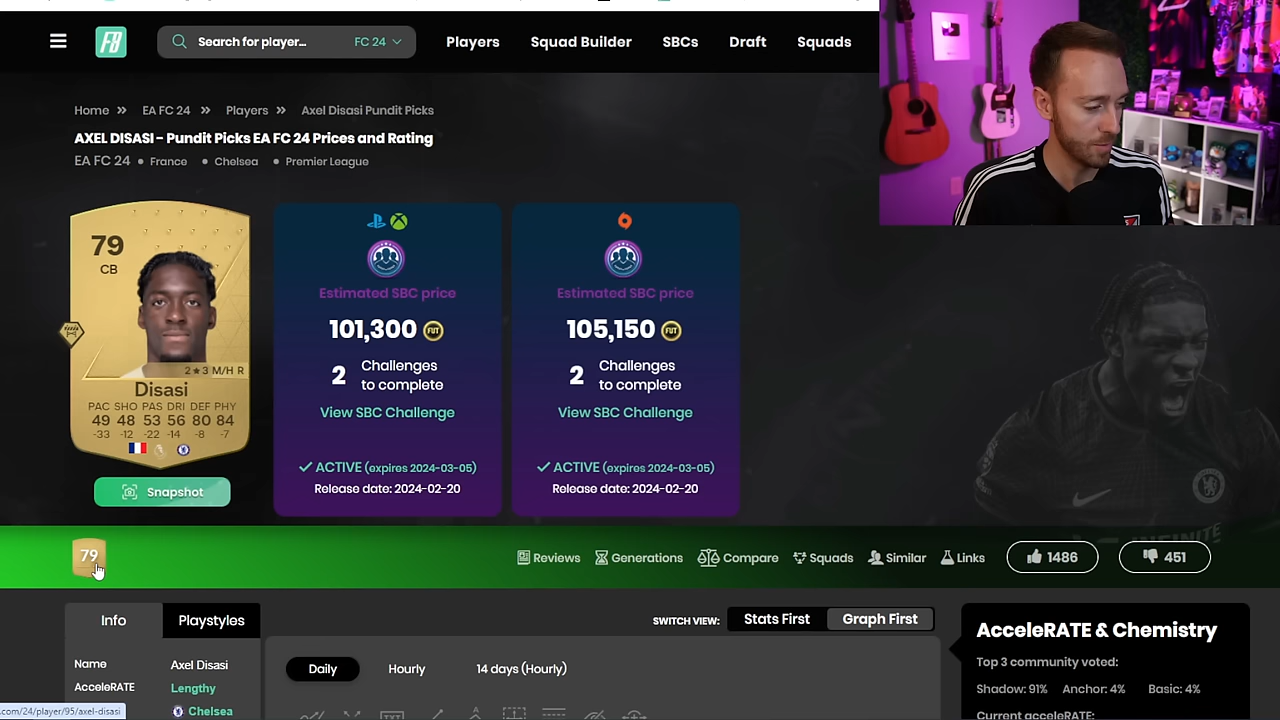 FB
Search for player...
FC 24
Players
Squad Builder
SBCs
Draft
Squads
Home » EA FC 24 » Players » Axel Disasi Pundit Picks
AXEL DISASI - Pundit Picks EA FC 24 Prices and Rating
EA FC 24 • France • Chelsea • Premier League
79
CB
2★3 M/H R
Disasi
PAC SHO PAS DRI DEF PHY
49 48 53 56 80 84
-33 -12 -22 -14 -8 -7
Snapshot
Estimated SBC price
101,300 FUT
2 Challenges
to complete
View SBC Challenge
ACTIVE (expires 2024-03-05)
Release date: 2024-02-20
Estimated SBC price
105,150 FUT
2 Challenges
to complete
View SBC Challenge
ACTIVE (expires 2024-03-05)
Release date: 2024-02-20
79
Reviews
Generations
Compare
Squads
Similar
Links
1486
451
Info
Playstyles
SWITCH VIEW:
Stats First
Graph First
Name Axel Disasi
AcceleRATE Lengthy
Chelsea
Daily
Hourly
14 days (Hourly)
TXT
AcceleRATE & Chemistry
Top 3 community voted:
Shadow: 91% Anchor: 4% Basic: 4%
Current acceleRATE:
.com/24/player/95/axel-disasi